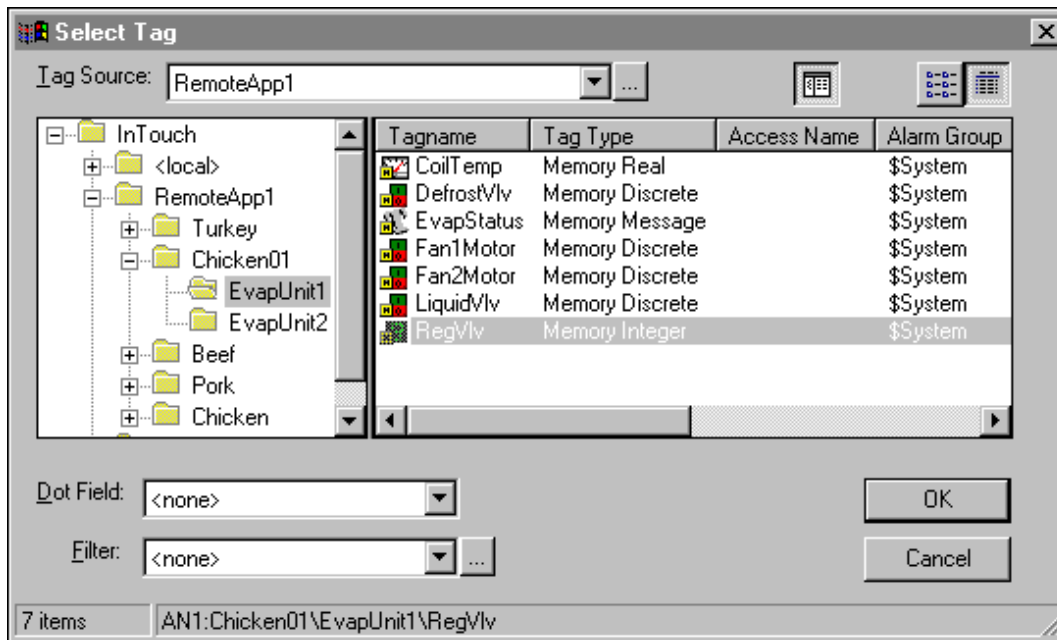 Select Tag
Tag Source: RemoteApp1 ...
InTouch
<local>
RemoteApp1
Turkey
Chicken01
EvapUnit1
EvapUnit2
Beef
Pork
Chicken
Tagname Tag Type Access Name Alarm Group
CoilTemp Memory Real $System
DefrostVlv Memory Discrete $System
EvapStatus Memory Message $System
Fan1Motor Memory Discrete $System
Fan2Motor Memory Discrete $System
LiquidVlv Memory Discrete $System
RegVlv Memory Integer $System
Dot Field: <none>
OK
Filter: <none> ...
Cancel
7 items AN1:Chicken01\EvapUnit1\RegVlv